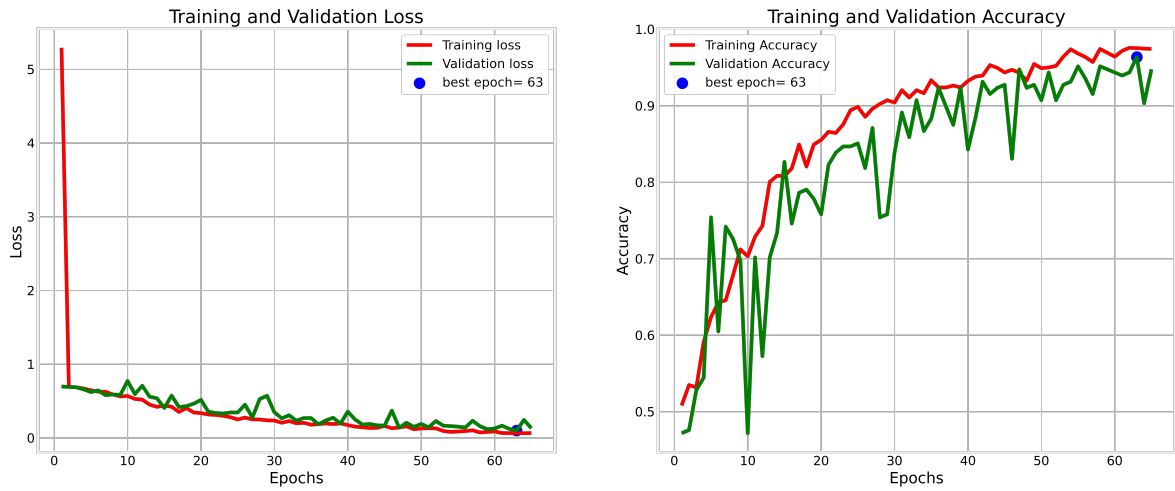 Training and Validation Loss
Training loss
Validation loss
best epoch= 63
5
4
3
2
1
0
Loss
0 10 20 30 40 50 60
Epochs
Training and Validation Accuracy
Training Accuracy
Validation Accuracy
best epoch= 63
1.0
0.9
0.8
0.7
0.6
0.5
Accuracy
0 10 20 30 40 50 60
Epochs